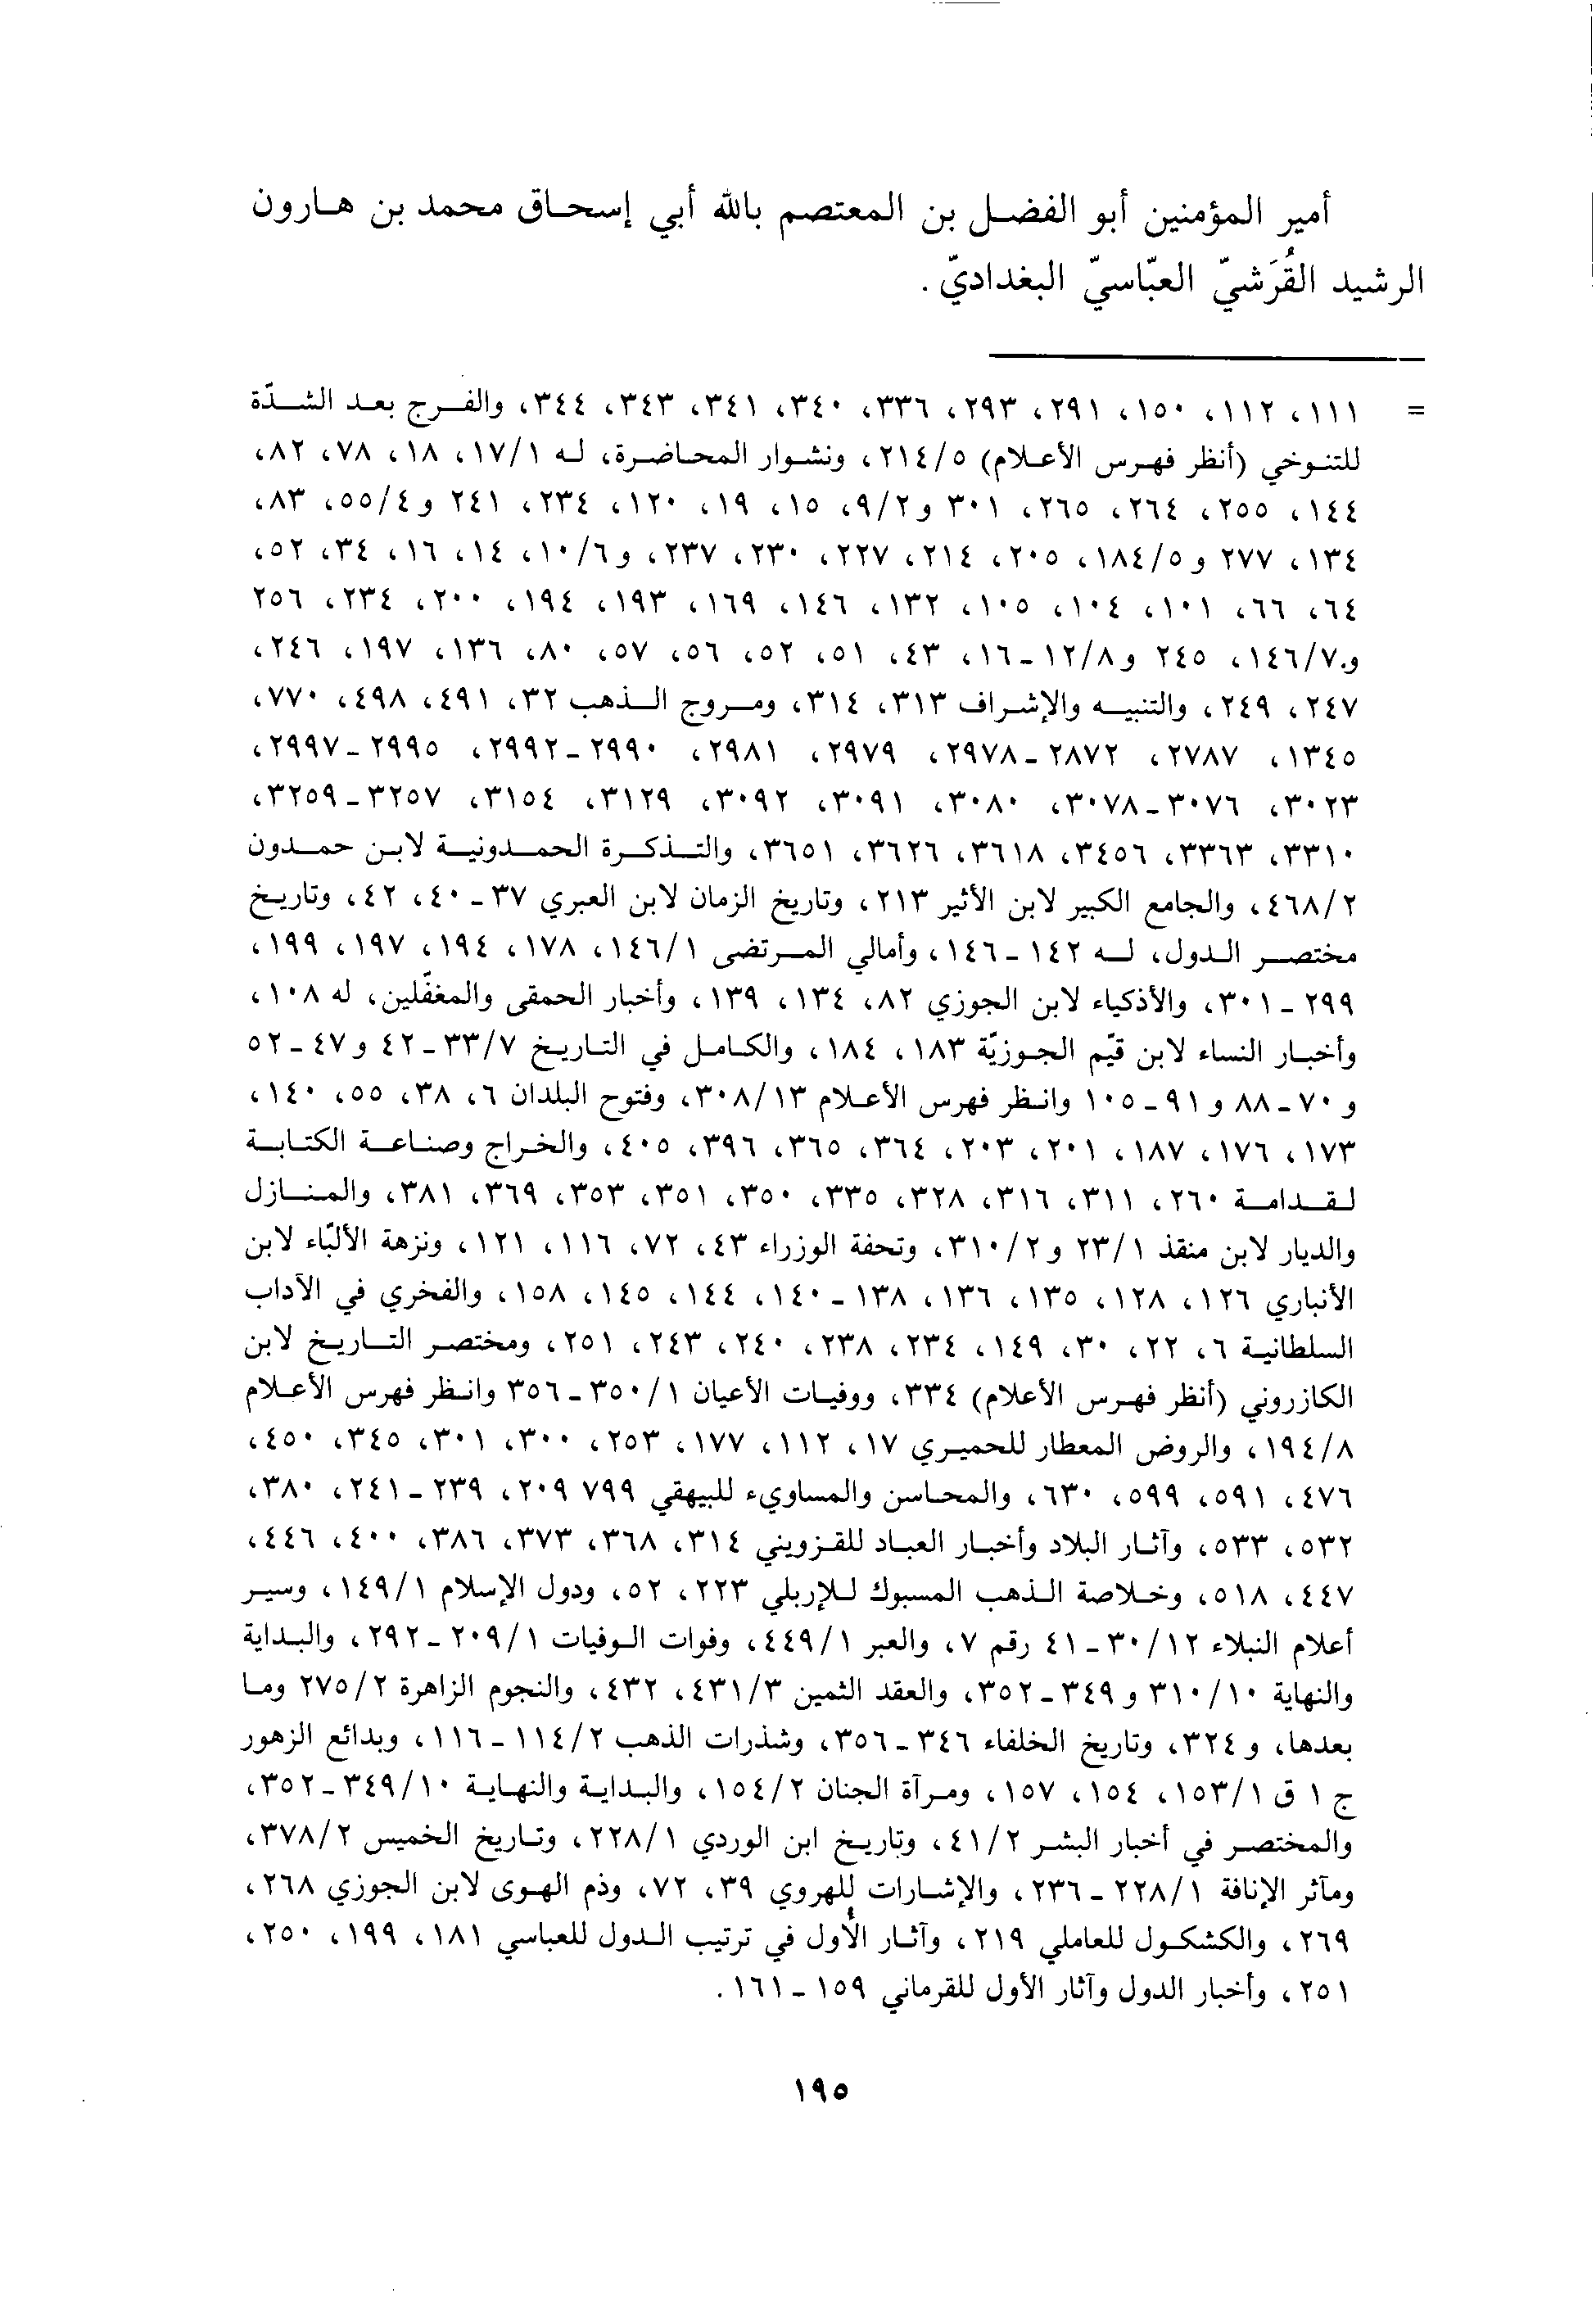 أمير المؤمنين أبو الفضل بن المعتصم بالله أبي إسحاق محمد بن هارون
الرشيد القُرَشيّ العبّاسيّ البغداديّ .
= ١١١، ١١٢، ١٥٠، ٢٩١، ٢٩٣، ٣٣٦، ٣٤٠، ٣٤١، ٣٤٣، ٣٤٤، والفرج بعد الشدّة
للتنوخي (أنظر فهرس الأعلام) ٢١٤/٥، ونشوار المحاضرة، له ١٧/١، ١٨، ٧٨، ٨٢،
١٤٤، ٢٥٥، ٢٦٤، ٢٦٥، ٣٠١ و٩/٢، ١٥، ١٩، ١٢٠، ٢٣٤، ٢٤١ و٥٥/٤، ٨٣،
١٣٤، ٢٧٧ و١٨٤/٥، ٢٠٥، ٢١٤، ٢٢٧، ٢٣٠، ٢٣٧، و١٠/٦، ١٤، ١٦، ٣٤، ٥٢،
٦٤، ٦٦، ١٠١، ١٠٤، ١٠٥، ١٣٢، ١٤٦، ١٦٩، ١٩٣، ١٩٤، ٢٠٠، ٢٣٤، ٢٥٦
و١٤٦/٧، ٢٤٥ و١٢/٨-١٦، ٤٣، ٥١، ٥٢، ٥٦، ٥٧، ٨٠، ١٣٦، ١٩٧، ٢٤٦،
٢٤٧، ٢٤٩، والتنبيه والإشراف ٣١٣، ٣١٤، ومروج الذهب ٣٢، ٤٩١، ٤٩٨، ٧٧٠،
١٣٤٥، ٢٧٨٧، ٢٨٧٢-٢٩٧٨، ٢٩٧٩، ٢٩٨١، ٢٩٩٠-٢٩٩٢، ٢٩٩٥-٢٩٩٧،
٣٠٢٣، ٣٠٧٦-٣٠٧٨، ٣٠٨٠، ٣٠٩١، ٣٠٩٢، ٣١٢٩، ٣١٥٤، ٣٢٥٧-٣٢٥٩،
٣٣١٠، ٣٣٦٣، ٣٤٥٦، ٣٦١٨، ٣٦٢٦، ٣٦٥١، والتذكرة الحمدونية لابن حمدون
٤٦٨/٢، والجامع الكبير لابن الأثير ٢١٣، وتاريخ الزمان لابن العبري ٣٧-٤٠، ٤٢، وتاريخ
مختصر الدول، له ١٤٢-١٤٦، وأمالي المرتضى ١٤٦/١، ١٧٨، ١٩٤، ١٩٧، ١٩٩،
٢٩٩-٣٠١، والأذكياء لابن الجوزي ٨٢، ١٣٤، ١٣٩، وأخبار الحمقى والمغفّلين، له ١٠٨،
وأخبار النساء لابن قيّم الجوزيّة ١٨٣، ١٨٤، والكامل في التاريخ ٣٣/٧-٤٢ و٤٧-٥٢
و٧٠-٨٨ و٩١-١٠٥ وانظر فهرس الأعلام ٣٠٨/١٣، وفتوح البلدان ٦، ٣٨، ٥٥، ١٤٠،
١٧٣، ١٧٦، ١٨٧، ٢٠١، ٢٠٣، ٣٦٤، ٣٦٥، ٣٩٦، ٤٠٥، والخراج وصناعة الكتابة
لقدامة ٢٦٠، ٣١١، ٣١٦، ٣٢٨، ٣٣٥، ٣٥٠، ٣٥١، ٣٥٣، ٣٦٩، ٣٨١، والمنازل
والديار لابن منقذ ٢٣/١ و٣١٠/٢، وتحفة الوزراء ٤٣، ٧٢، ١١٦، ١٢١، ونزهة الألبّاء لابن
الأنباري ١٢٦، ١٢٨، ١٣٥، ١٣٦، ١٣٨-١٤٠، ١٤٤، ١٤٥، ١٥٨، والفخري في الآداب
السلطانية ٦، ٢٢، ٣٠، ١٤٩، ٢٣٤، ٢٣٨، ٢٤٠، ٢٤٣، ٢٥١، ومختصر التاريخ لابن
الكازروني (أنظر فهرس الأعلام) ٣٣٤، ووفيات الأعيان ٣٥٠/١-٣٥٦ وانظر فهرس الأعلام
١٩٤/٨، والروض المعطار للحميري ١٧، ١١٢، ١٧٧، ٢٥٣، ٣٠٠، ٣٠١، ٣٤٥، ٤٥٠،
٤٧٦، ٥٩١، ٥٩٩، ٦٣٠، والمحاسن والمساويء للبيهقي ٧٩٩ ٢٠٩، ٢٣٩-٢٤١، ٣٨٠،
٥٣٢، ٥٣٣، وآثار البلاد وأخبار العباد للقزويني ٣١٤، ٣٦٨، ٣٧٣، ٣٨٦، ٤٠٠، ٤٤٦،
٤٤٧، ٥١٨، وخلاصة الذهب المسبوك للإربلي ٢٢٣، ٥٢، ودول الإسلام ١٤٩/١، وسير
أعلام النبلاء ٣٠/١٢-٤١ رقم ٧، والعبر ٤٤٩/١، وفوات الوفيات ٢٠٩/١-٢٩٢، والبداية
والنهاية ٣١٠/١٠ و٣٤٩-٣٥٢، والعقد الثمين ٤٣١/٣، ٤٣٢، والنجوم الزاهرة ٢٧٥/٢ وما
بعدها، و٣٢٤، وتاريخ الخلفاء ٣٤٦-٣٥٦، وشذرات الذهب ١١٤/٢-١١٦، وبدائع الزهور
ج ١ ق ١٥٣/١، ١٥٤، ١٥٧، ومرآة الجنان ١٥٤/٢، والبداية والنهاية ٣٤٩/١٠-٣٥٢،
والمختصر في أخبار البشر ٤١/٢، وتاريخ ابن الوردي ٢٢٨/١، وتاريخ الخميس ٣٧٨/٢،
ومآثر الإنافة ٢٢٨/١-٢٣٦، والإشارات للهروي ٣٩، ٧٢، وذم الهوى لابن الجوزي ٢٦٨،
٢٦٩، والكشكول للعاملي ٢١٩، وآثار الأُول في ترتيب الدول للعباسي ١٨١، ١٩٩، ٢٥٠،
٢٥١، وأخبار الدول وآثار الأول للقرماني ١٥٩-١٦١.
١٩٥